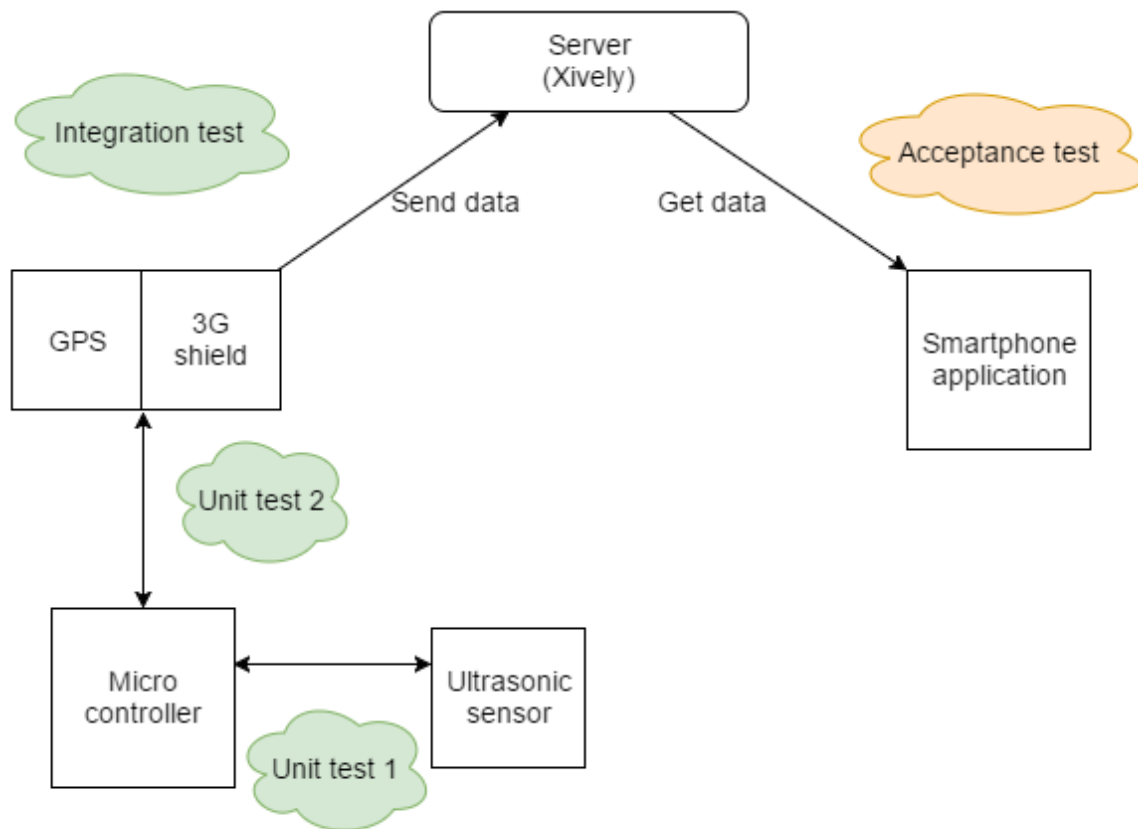 Server
(Xively)
Integration test
Acceptance test
Send data
Get data
GPS
3G
shield
Smartphone
application
Unit test 2
Micro
controller
Ultrasonic
sensor
Unit test 1